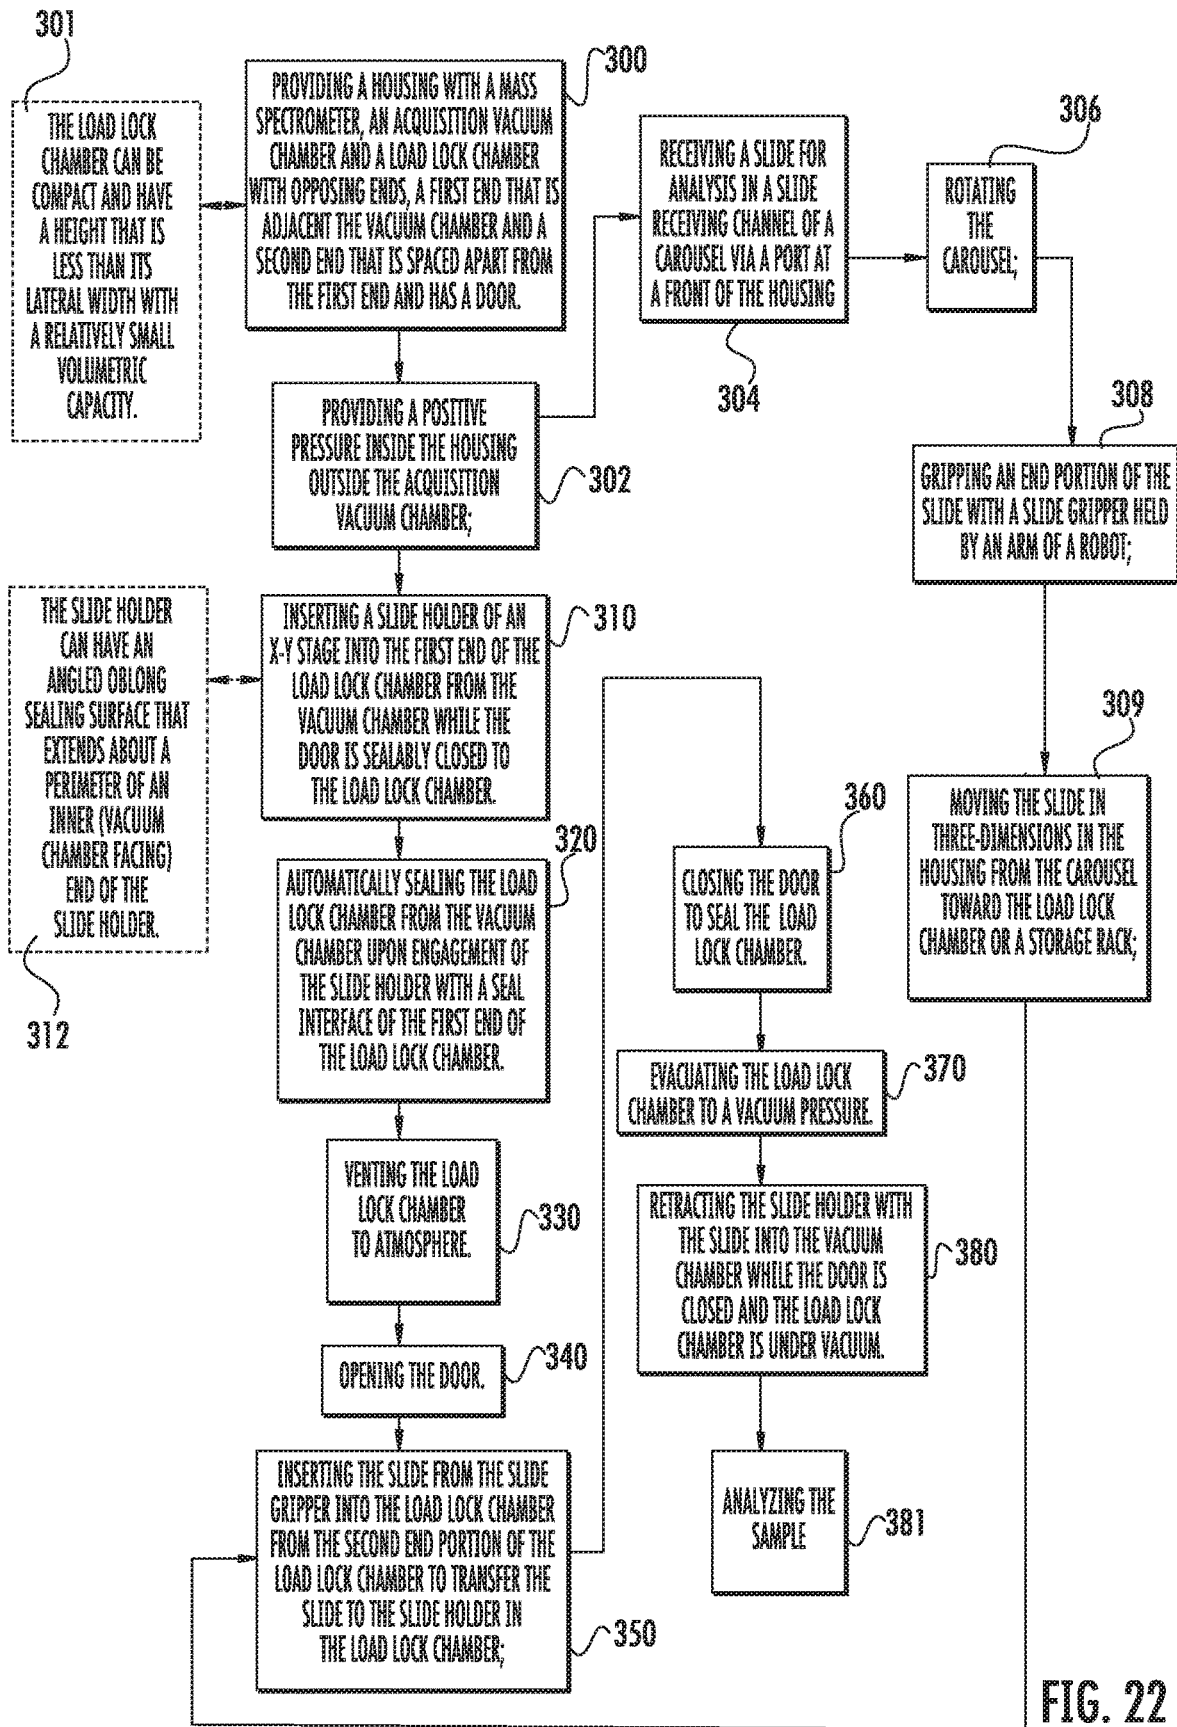 301
THE LOAD LOCK
CHAMBER CAN BE
COMPACT AND HAVE
A HEIGHT THAT IS
LESS THAN ITS
LATERAL WIDTH WITH
A RELATIVELY SMALL
VOLUMETRIC
CAPACITY.
300
PROVIDING A HOUSING WITH A MASS
SPECTROMETER, AN ACQUISITION VACUUM
CHAMBER AND A LOAD LOCK CHAMBER
WITH OPPOSING ENDS, A FIRST END THAT IS
ADJACENT THE VACUUM CHAMBER AND A
SECOND END THAT IS SPACED APART FROM
THE FIRST END AND HAS A DOOR.
RECEIVING A SLIDE FOR
ANALYSIS IN A SLIDE
RECEIVING CHANNEL OF A
CAROUSEL VIA A PORT AT
A FRONT OF THE HOUSING
304
306
ROTATING
THE
CAROUSEL;
PROVIDING A POSITIVE
PRESSURE INSIDE THE HOUSING
OUTSIDE THE ACQUISITION
VACUUM CHAMBER;
302
308
GRIPPING AN END PORTION OF THE
SLIDE WITH A SLIDE GRIPPER HELD
BY AN ARM OF A ROBOT;
THE SLIDE HOLDER
CAN HAVE AN
ANGLED OBLONG
SEALING SURFACE THAT
EXTENDS ABOUT A
PERIMETER OF AN
INNER (VACUUM
CHAMBER FACING)
END OF THE
SLIDE HOLDER.
312
310
INSERTING A SLIDE HOLDER OF AN
X-Y STAGE INTO THE FIRST END OF THE
LOAD LOCK CHAMBER FROM THE
VACUUM CHAMBER WHILE THE
DOOR IS SEALABLY CLOSED TO
THE LOAD LOCK CHAMBER.
309
MOVING THE SLIDE IN
THREE-DIMENSIONS IN THE
HOUSING FROM THE CAROUSEL
TOWARD THE LOAD LOCK
CHAMBER OR A STORAGE RACK;
320
AUTOMATICALLY SEALING THE LOAD
LOCK CHAMBER FROM THE VACUUM
CHAMBER UPON ENGAGEMENT OF
THE SLIDE HOLDER WITH A SEAL
INTERFACE OF THE FIRST END OF
THE LOAD LOCK CHAMBER.
360
CLOSING THE DOOR
TO SEAL THE LOAD
LOCK CHAMBER.
EVACUATING THE LOAD LOCK
CHAMBER TO A VACUUM PRESSURE.
370
VENTING THE LOAD
LOCK CHAMBER
TO ATMOSPHERE.
330
RETRACTING THE SLIDE HOLDER WITH
THE SLIDE INTO THE VACUUM
CHAMBER WHILE THE DOOR IS
CLOSED AND THE LOAD LOCK
CHAMBER IS UNDER VACUUM.
380
OPENING THE DOOR.
340
INSERTING THE SLIDE FROM THE SLIDE
GRIPPER INTO THE LOAD LOCK CHAMBER
FROM THE SECOND END PORTION OF THE
LOAD LOCK CHAMBER TO TRANSFER THE
SLIDE TO THE SLIDE HOLDER IN
THE LOAD LOCK CHAMBER;
350
ANALYZING THE
SAMPLE
381
FIG. 22